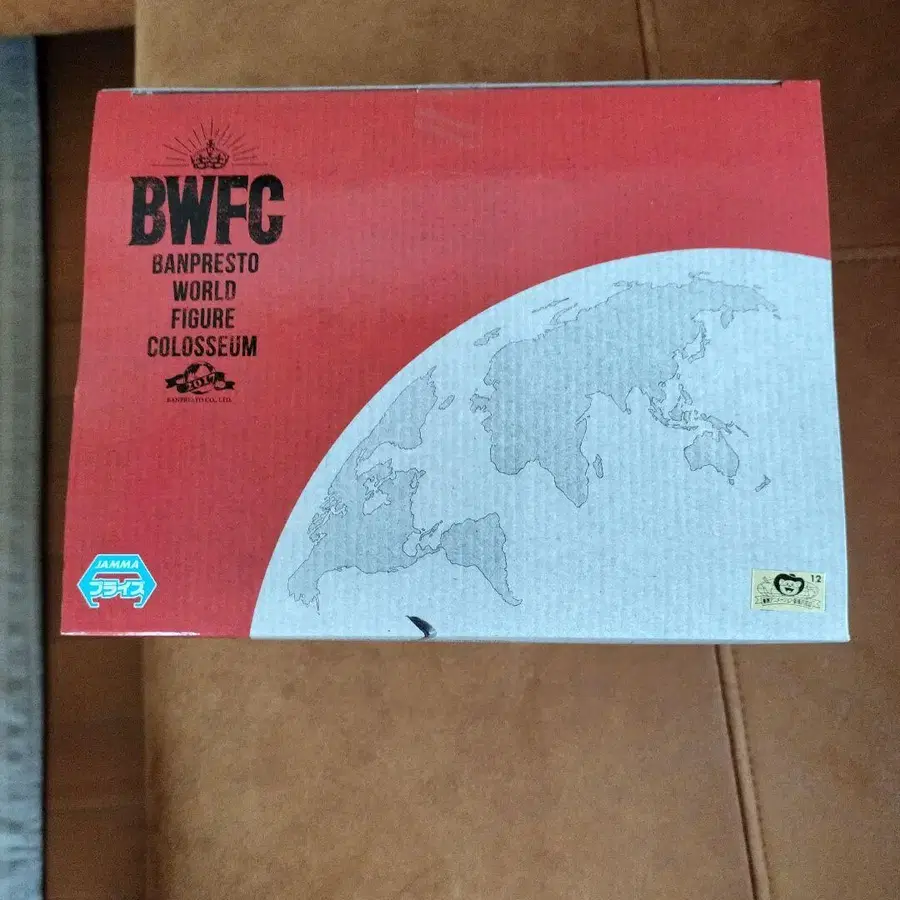 BWFC
BANPRESTO
WORLD
FIGURE
COLOSSEUM
2017
BANPRESTO CO., LTD.
JAMMA
プライズ
12